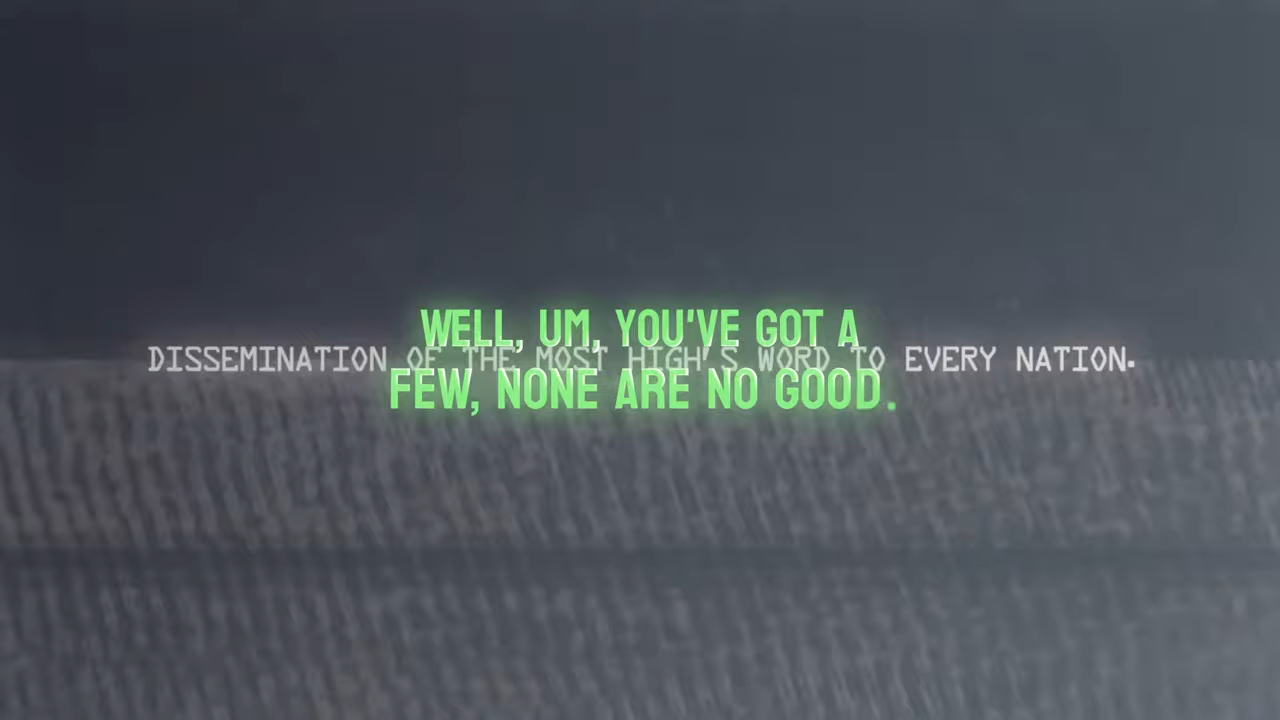 WELL, UM, YOU'VE GOT A
DISSEMINATION OF THE MOST HIGH'S WORD TO EVERY NATION.
FEW, NONE ARE NO GOOD.